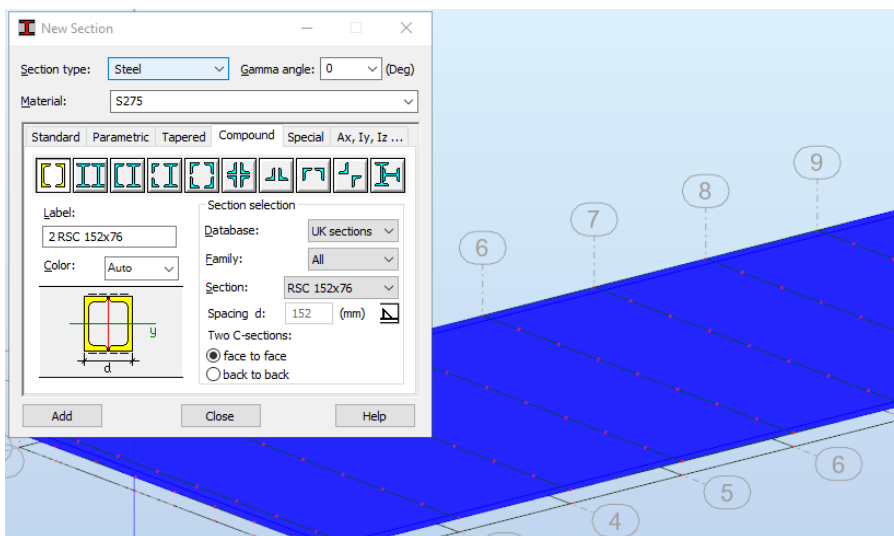 New Section
Section type: Steel Gamma angle: 0 (Deg)
Material: S275
Standard Parametric Tapered Compound Special Ax, Iy, Iz ...
Label:
2 RSC 152x76
Color: Auto
y
d
Section selection
Database: UK sections
Family: All
Section: RSC 152x76
Spacing d: 152 (mm)
Two C-sections:
face to face
back to back
Add Close Help
9
8
7
6
6
5
4